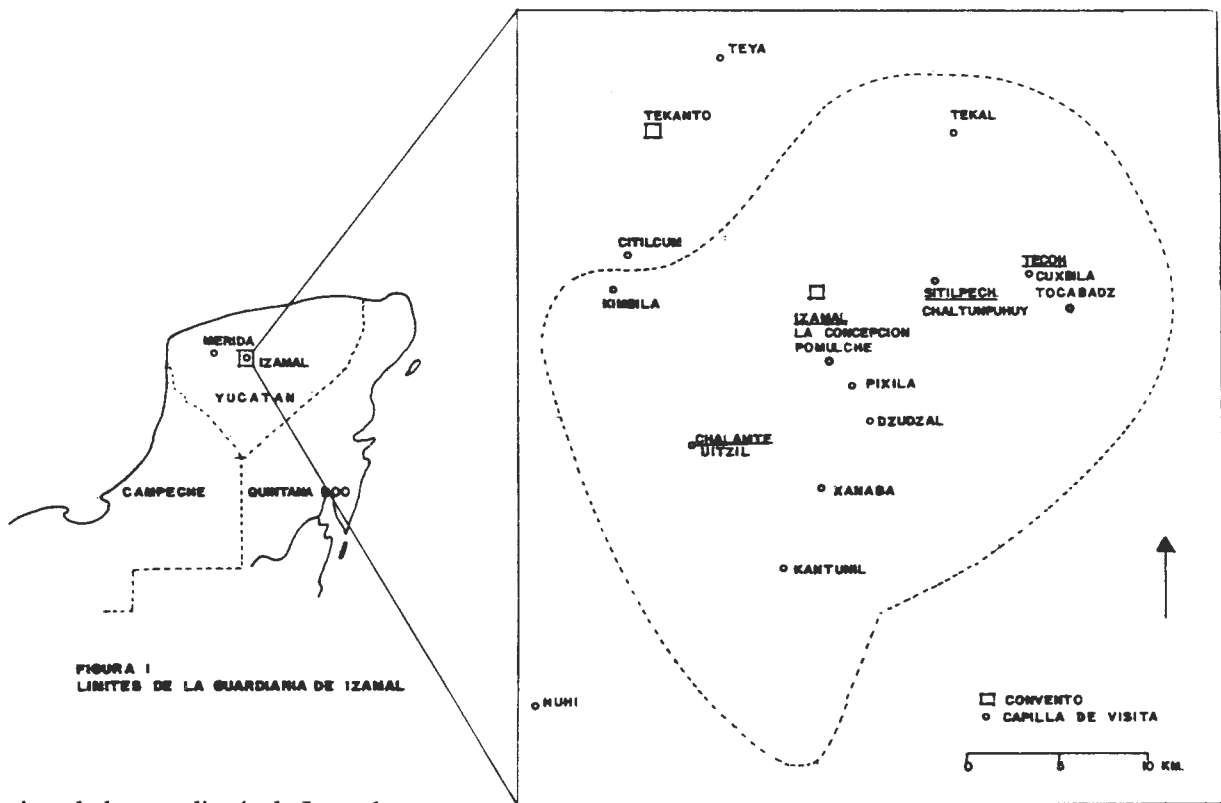 TEYA
TEKANTO
TEKAL
CITILCUM
KIMBILA
TECOH
CUXBILA
TOCABADZ
SITILPECH
CHALTUNPUHUY
IZAMAL
LA CONCEPCION
POMULCHE
PIXILA
DZUDZAL
CHALAMTE
UITZIL
XANABA
KANTUNIL
HUHI
MERIDA
IZAMAL
YUCATAN
CAMPECHE
QUINTANA ROO
FIGURA I
LIMITES DE LA GUARDIARIA DE IZAMAL
CONVENTO
CAPILLA DE VISITA
0 5 10 KM.